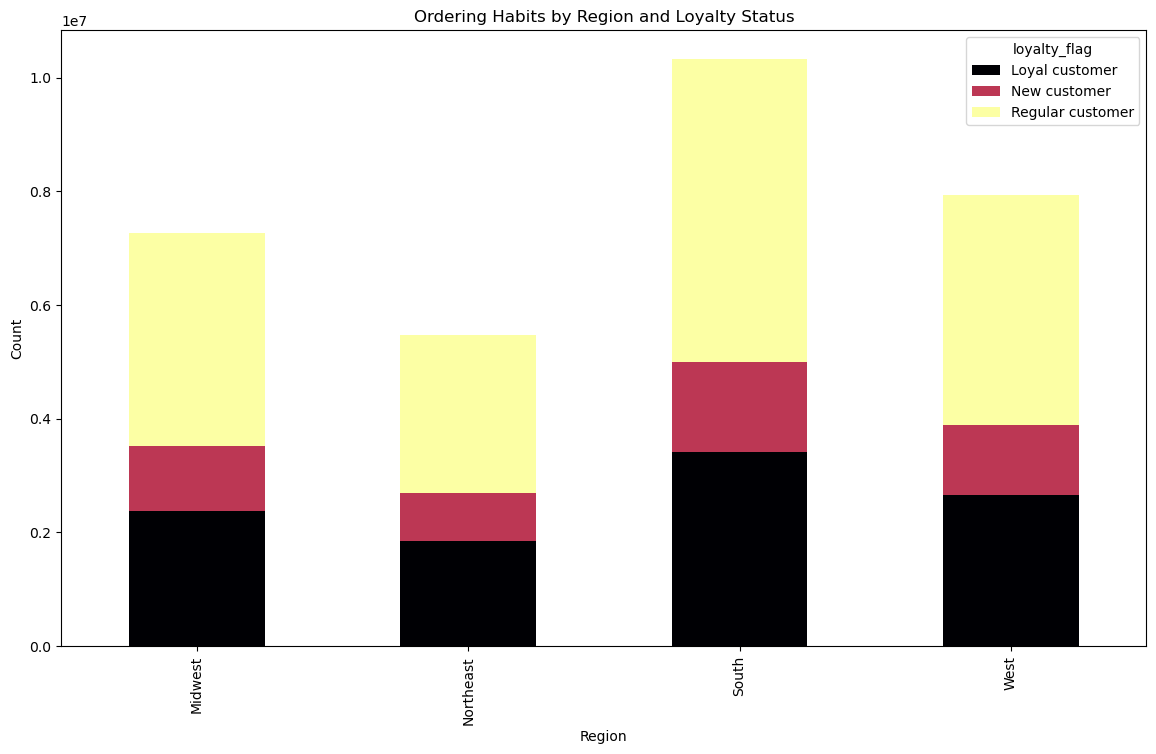 Ordering Habits by Region and Loyalty Status
1e7
loyalty_flag
Loyal customer
New customer
Regular customer
1.0
0.8
0.6
0.4
0.2
0.0
Count
Midwest
Northeast
South
West
Region